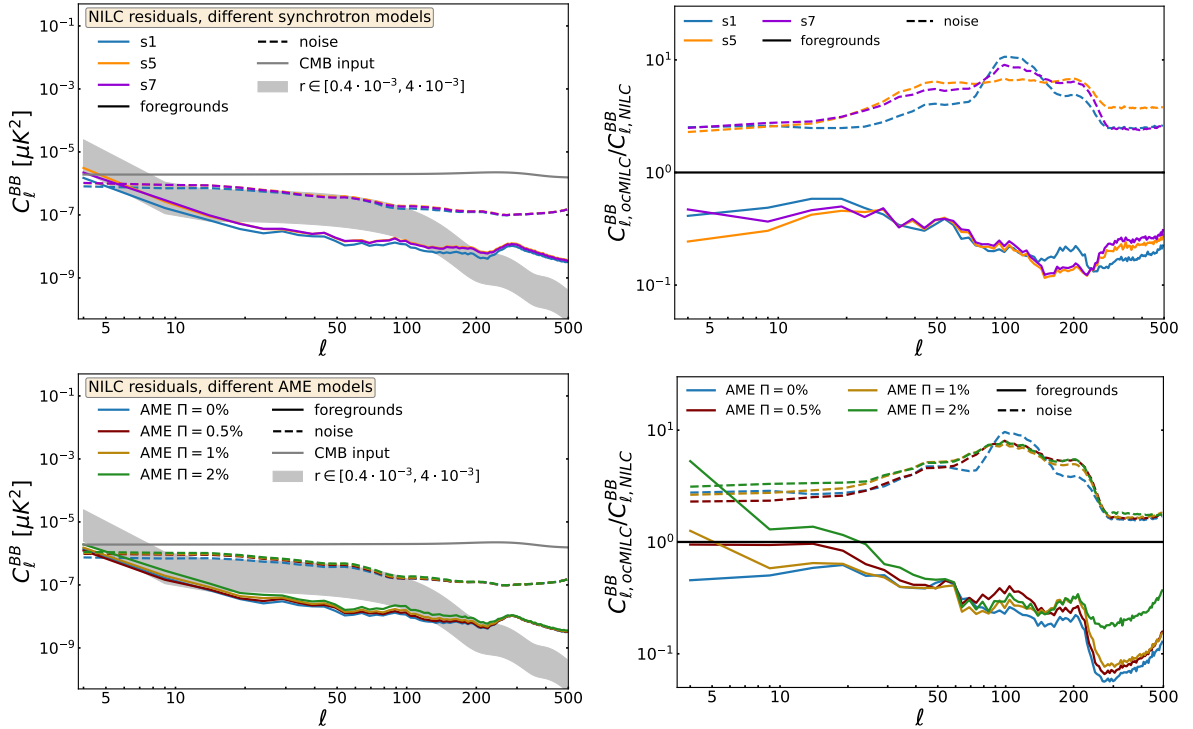 NILC residuals, different synchrotron models
s1
s5
s7
foregrounds
noise
CMB input
r ∈ [0.4 · 10⁻³, 4 · 10⁻³]
10⁻¹
10⁻³
10⁻⁵
10⁻⁷
10⁻⁹
C_ℓ^{BB} [μK²]
5 10 50 100 200 500
ℓ
s1
s5
s7
foregrounds
noise
10¹
10⁰
10⁻¹
C^{BB}_{ℓ,ocMILC}/C^{BB}_{ℓ,NILC}
5 10 50 100 200 500
ℓ
NILC residuals, different AME models
AME Π = 0%
AME Π = 0.5%
AME Π = 1%
AME Π = 2%
foregrounds
noise
CMB input
r ∈ [0.4 · 10⁻³, 4 · 10⁻³]
10⁻¹
10⁻³
10⁻⁵
10⁻⁷
10⁻⁹
C_ℓ^{BB} [μK²]
5 10 50 100 200 500
ℓ
AME Π = 0%
AME Π = 0.5%
AME Π = 1%
AME Π = 2%
foregrounds
noise
10¹
10⁰
10⁻¹
C^{BB}_{ℓ,ocMILC}/C^{BB}_{ℓ,NILC}
5 10 50 100 200 500
ℓ